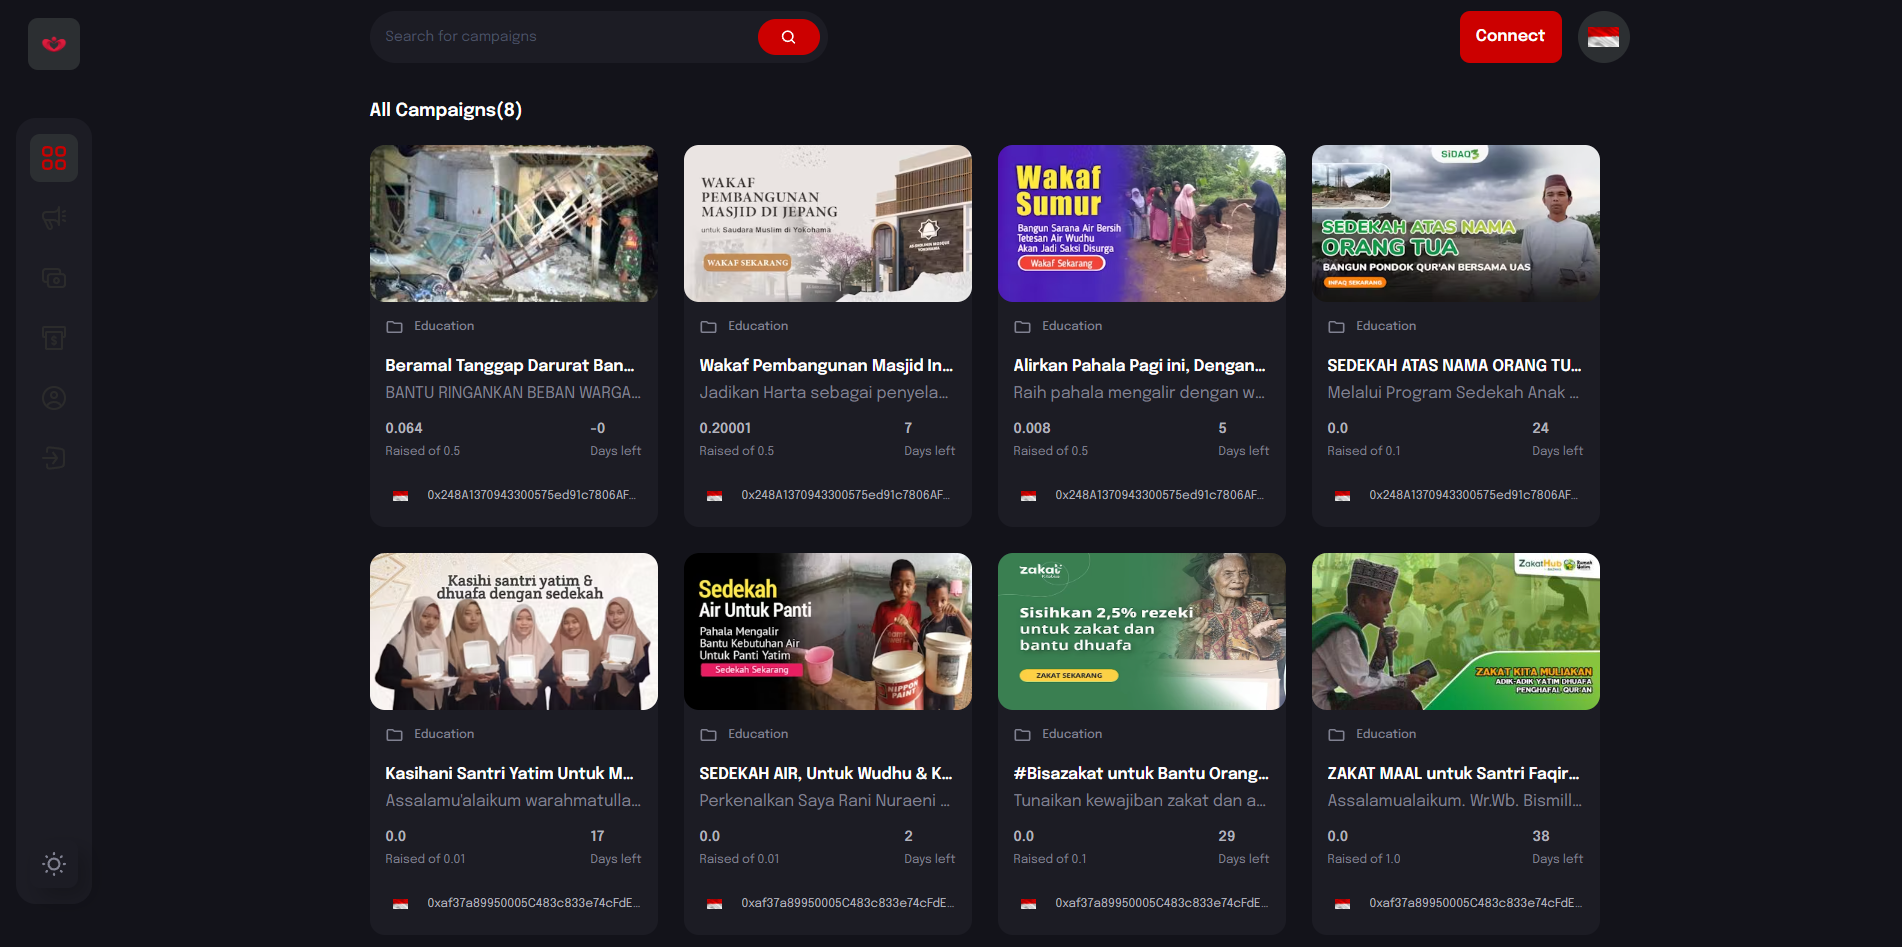 Search for campaigns
Connect
All Campaigns(8)
WAKAF
PEMBANGUNAN
MASJID DI JEPANG
untuk Saudara Muslim di Yokohama
WAKAF SEKARANG
Wakaf
Sumur
Bangun Sarana Air Bersih
Tetesan Air Wudhu
Akan Jadi Saksi Disurga
Wakaf Sekarang
SiDAQ
SEDEKAH ATAS NAMA
ORANG TUA
BANGUN PONDOK QUR'AN BERSAMA UAS
INFAQ SEKARANG
Education
Education
Education
Education
Beramal Tanggap Darurat Ban...
Wakaf Pembangunan Masjid In...
Alirkan Pahala Pagi ini, Dengan...
SEDEKAH ATAS NAMA ORANG TU...
BANTU RINGANKAN BEBAN WARGA...
Jadikan Harta sebagai penyela...
Raih pahala mengalir dengan w...
Melalui Program Sedekah Anak ...
0.064 -0
0.20001 7
0.008 5
0.0 24
Raised of 0.5 Days left
Raised of 0.5 Days left
Raised of 0.5 Days left
Raised of 0.1 Days left
0x248A1370943300575ed91c7806AF...
0x248A1370943300575ed91c7806AF...
0x248A1370943300575ed91c7806AF...
0x248A1370943300575ed91c7806AF...
Kasihi santri yatim &
dhuafa dengan sedekah
Sedekah
Air Untuk Panti
Pahala Mengalir
Bantu Kebutuhan Air
Untuk Panti Yatim
Sedekah Sekarang
NIPPON
PAINT
zakat
Sisihkan 2,5% rezeki
untuk zakat dan
bantu dhuafa
ZAKAT SEKARANG
ZakatHub
ZAKAT KITA MULIAKAN
ADIK-ADIK YATIM DHUAFA
PENGHAFAL QUR'AN
Education
Education
Education
Education
Kasihani Santri Yatim Untuk M...
SEDEKAH AIR, Untuk Wudhu & K...
#Bisazakat untuk Bantu Orang...
ZAKAT MAAL untuk Santri Faqir...
Assalamu'alaikum warahmatulla...
Perkenalkan Saya Rani Nuraeni ...
Tunaikan kewajiban zakat dan a...
Assalamualaikum. Wr.Wb. Bismill...
0.0 17
0.0 2
0.0 29
0.0 38
Raised of 0.01 Days left
Raised of 0.01 Days left
Raised of 0.1 Days left
Raised of 1.0 Days left
0xaf37a89950005C483c833e74cFdE...
0xaf37a89950005C483c833e74cFdE...
0xaf37a89950005C483c833e74cFdE...
0xaf37a89950005C483c833e74cFdE...